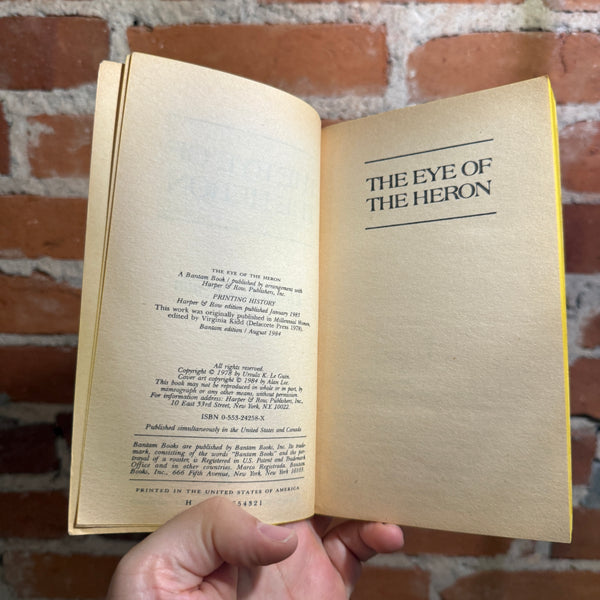 THE EYE OF THE HERON
A Bantam Book / published by arrangement with
Harper & Row, Publishers, Inc.
PRINTING HISTORY
Harper & Row edition published January 1983
This work was originally published in Millennial Women,
edited by Virginia Kidd (Delacorte Press 1978).
Bantam edition / August 1984
All rights reserved.
Copyright © 1978 by Ursula K. Le Guin.
Cover art copyright © 1984 by Alan Lee.
This book may not be reproduced in whole or in part, by
mimeograph or any other means, without permission.
For information address: Harper & Row, Publishers, Inc.,
10 East 53rd Street, New York, N.Y. 10022.
ISBN 0-553-24258-X
Published simultaneously in the United States and Canada
Bantam Books are published by Bantam Books, Inc. Its trade-
mark, consisting of the words "Bantam Books" and the por-
trayal of a rooster, is Registered in U.S. Patent and Trademark
Office and in other countries. Marca Registrada. Bantam
Books, Inc., 666 Fifth Avenue, New York, New York 10103.
PRINTED IN THE UNITED STATES OF AMERICA
H 54321
THE EYE OF
THE HERON